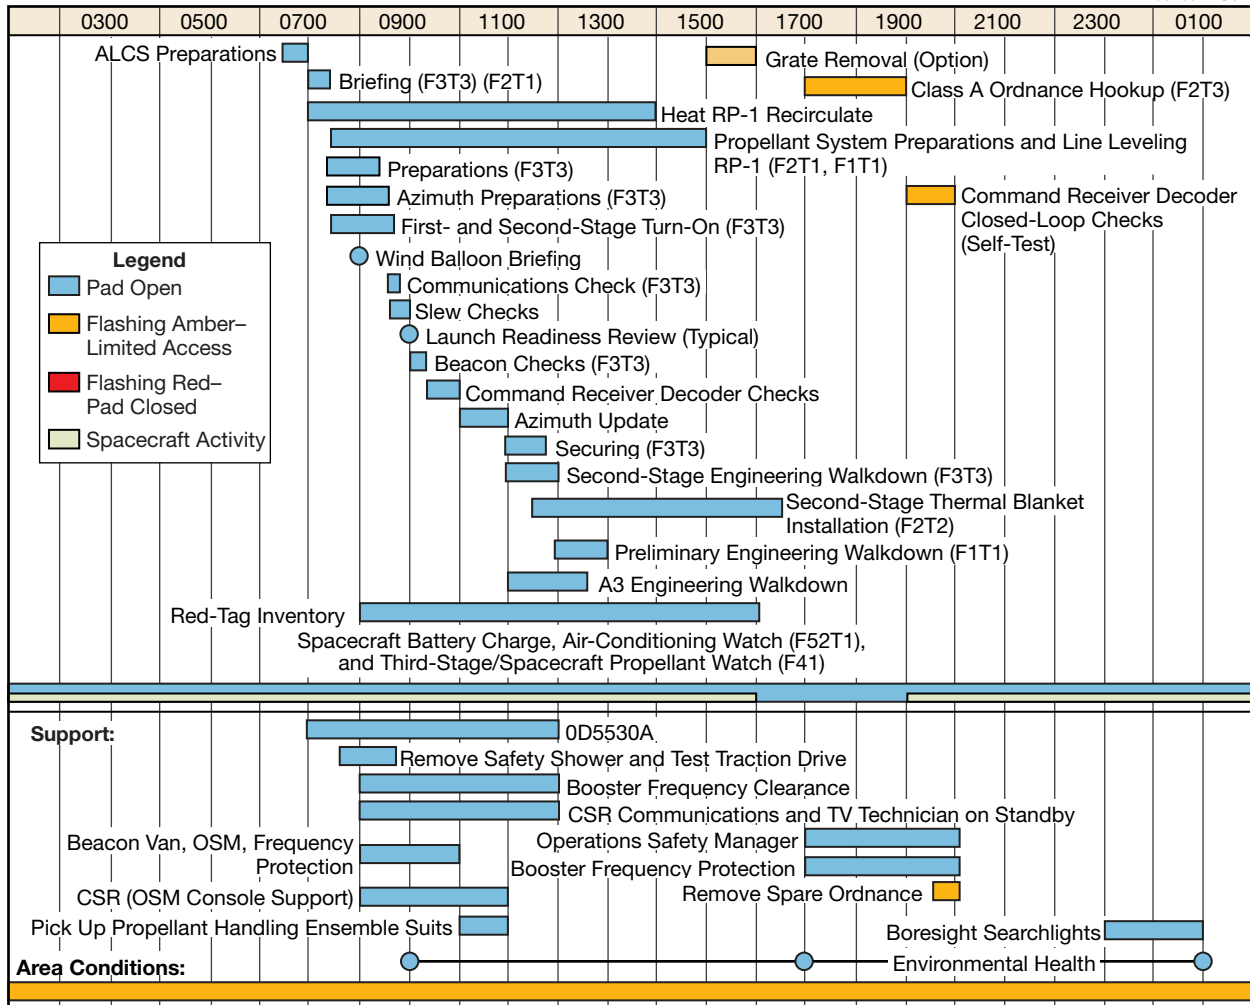 0300 0500 0700 0900 1100 1300 1500 1700 1900 2100 2300 0100
ALCS Preparations
Grate Removal (Option)
Briefing (F3T3) (F2T1)
Class A Ordnance Hookup (F2T3)
Heat RP-1 Recirculate
Propellant System Preparations and Line Leveling
RP-1 (F2T1, F1T1)
Preparations (F3T3)
Azimuth Preparations (F3T3)
Command Receiver Decoder
Closed-Loop Checks
(Self-Test)
First- and Second-Stage Turn-On (F3T3)
Legend
Pad Open
Flashing Amber–
Limited Access
Flashing Red–
Pad Closed
Spacecraft Activity
Wind Balloon Briefing
Communications Check (F3T3)
Slew Checks
Launch Readiness Review (Typical)
Beacon Checks (F3T3)
Command Receiver Decoder Checks
Azimuth Update
Securing (F3T3)
Second-Stage Engineering Walkdown (F3T3)
Second-Stage Thermal Blanket
Installation (F2T2)
Preliminary Engineering Walkdown (F1T1)
A3 Engineering Walkdown
Red-Tag Inventory
Spacecraft Battery Charge, Air-Conditioning Watch (F52T1),
and Third-Stage/Spacecraft Propellant Watch (F41)
Support:
0D5530A
Remove Safety Shower and Test Traction Drive
Booster Frequency Clearance
CSR Communications and TV Technician on Standby
Beacon Van, OSM, Frequency
Protection
Operations Safety Manager
Booster Frequency Protection
CSR (OSM Console Support)
Remove Spare Ordnance
Pick Up Propellant Handling Ensemble Suits
Boresight Searchlights
Area Conditions:
Environmental Health